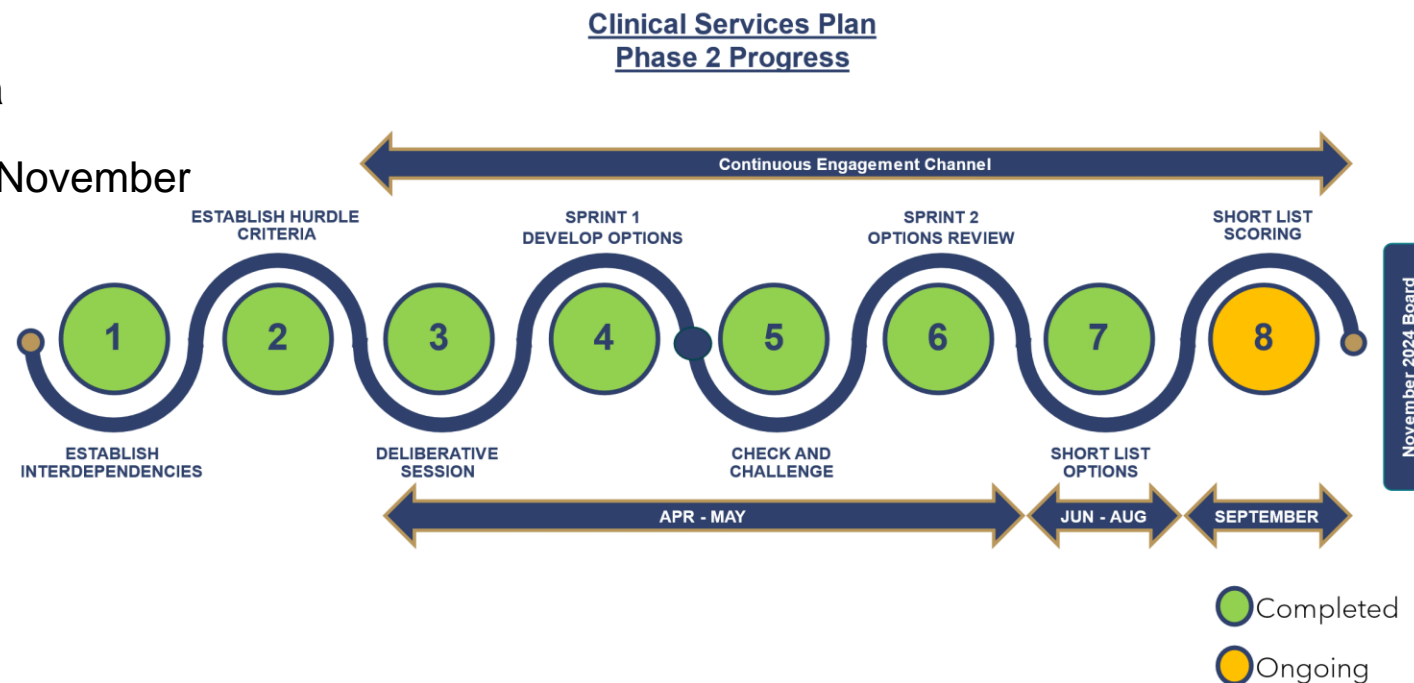 Clinical Services Plan
Phase 2 Progress
November
Continuous Engagement Channel
ESTABLISH HURDLE
CRITERIA
SPRINT 1
DEVELOP OPTIONS
SPRINT 2
OPTIONS REVIEW
SHORT LIST
SCORING
1
2
3
4
5
6
7
8
November 2024 Board
ESTABLISH
INTERDEPENDENCIES
DELIBERATIVE
SESSION
CHECK AND
CHALLENGE
SHORT LIST
OPTIONS
APR - MAY
JUN - AUG
SEPTEMBER
Completed
Ongoing